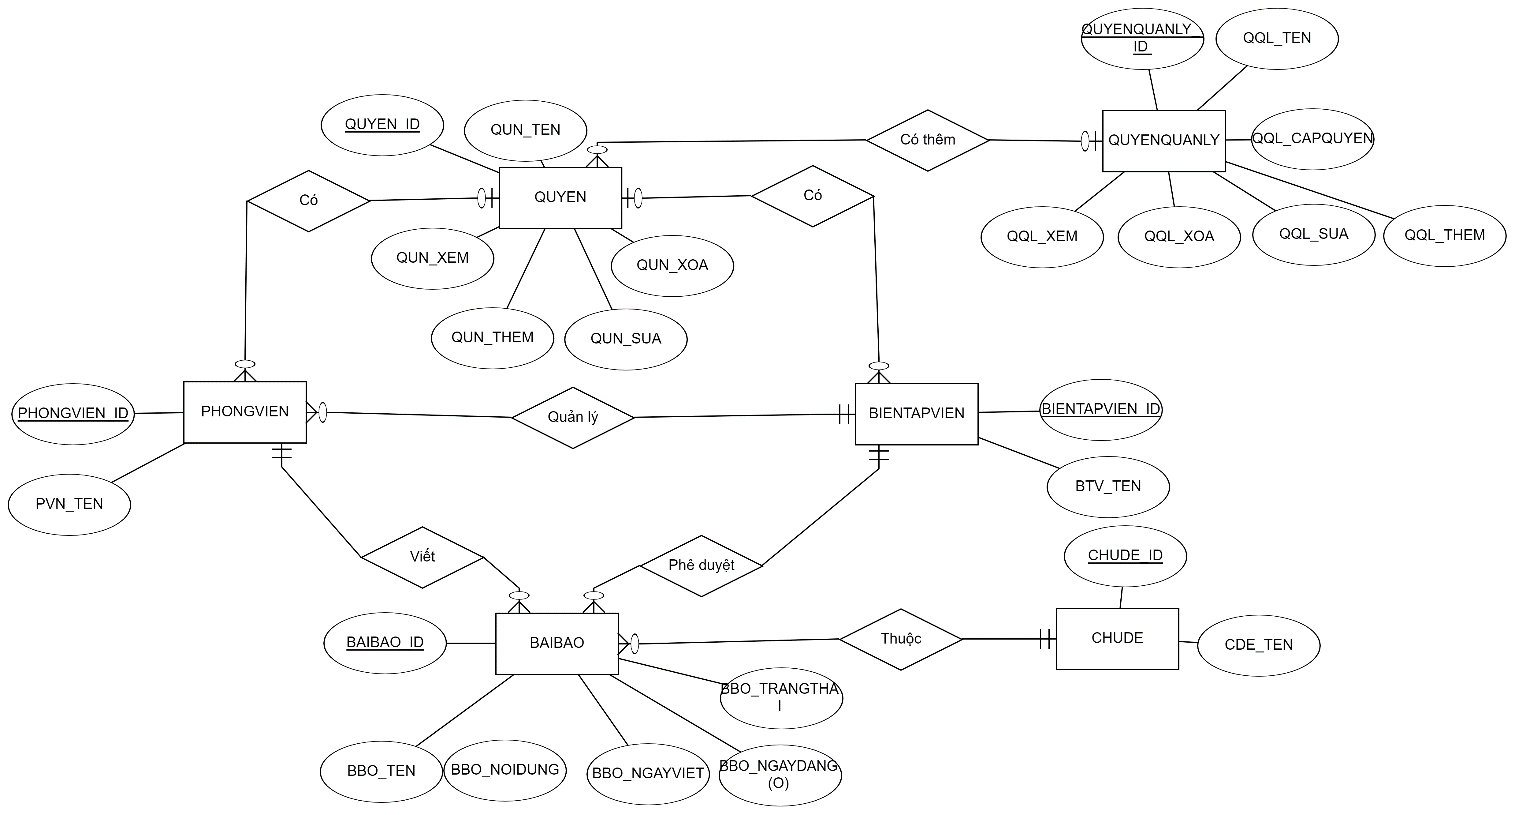 QUYENQUANLY_
ID
QQL_TEN
QUYEN_ID
QUN_TEN
Có thêm
QUYENQUANLY
QQL_CAPQUYEN
Có
QUYEN
Có
QUN_XEM
QUN_XOA
QQL_XEM
QQL_XOA
QQL_SUA
QQL_THEM
QUN_THEM
QUN_SUA
PHONGVIEN_ID
PHONGVIEN
Quản lý
BIENTAPVIEN
BIENTAPVIEN_ID
PVN_TEN
BTV_TEN
Viết
Phê duyệt
CHUDE_ID
BAIBAO_ID
BAIBAO
Thuộc
CHUDE
CDE_TEN
BBO_TRANGTHA
I
BBO_TEN
BBO_NOIDUNG
BBO_NGAYVIET
BBO_NGAYDANG
(O)